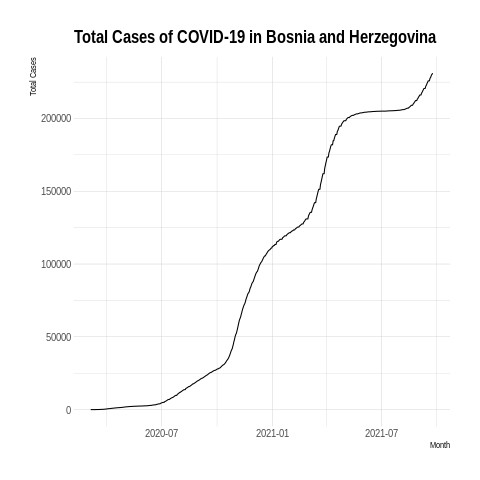 Total Cases of COVID-19 in Bosnia and Herzegovina
Total Cases
200000
150000
100000
50000
0
2020-07 2021-01 2021-07
Month